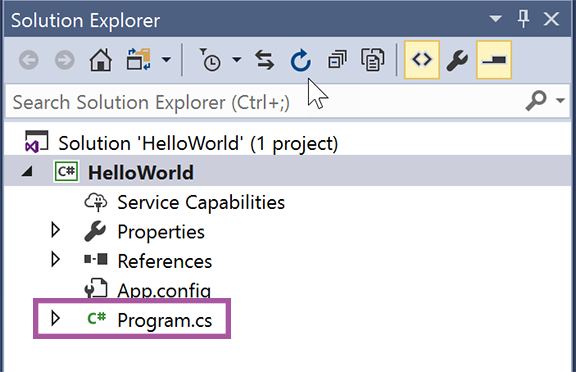 Solution Explorer
Search Solution Explorer (Ctrl+;)
Solution 'HelloWorld' (1 project)
C# HelloWorld
Service Capabilities
Properties
References
App.config
C# Program.cs